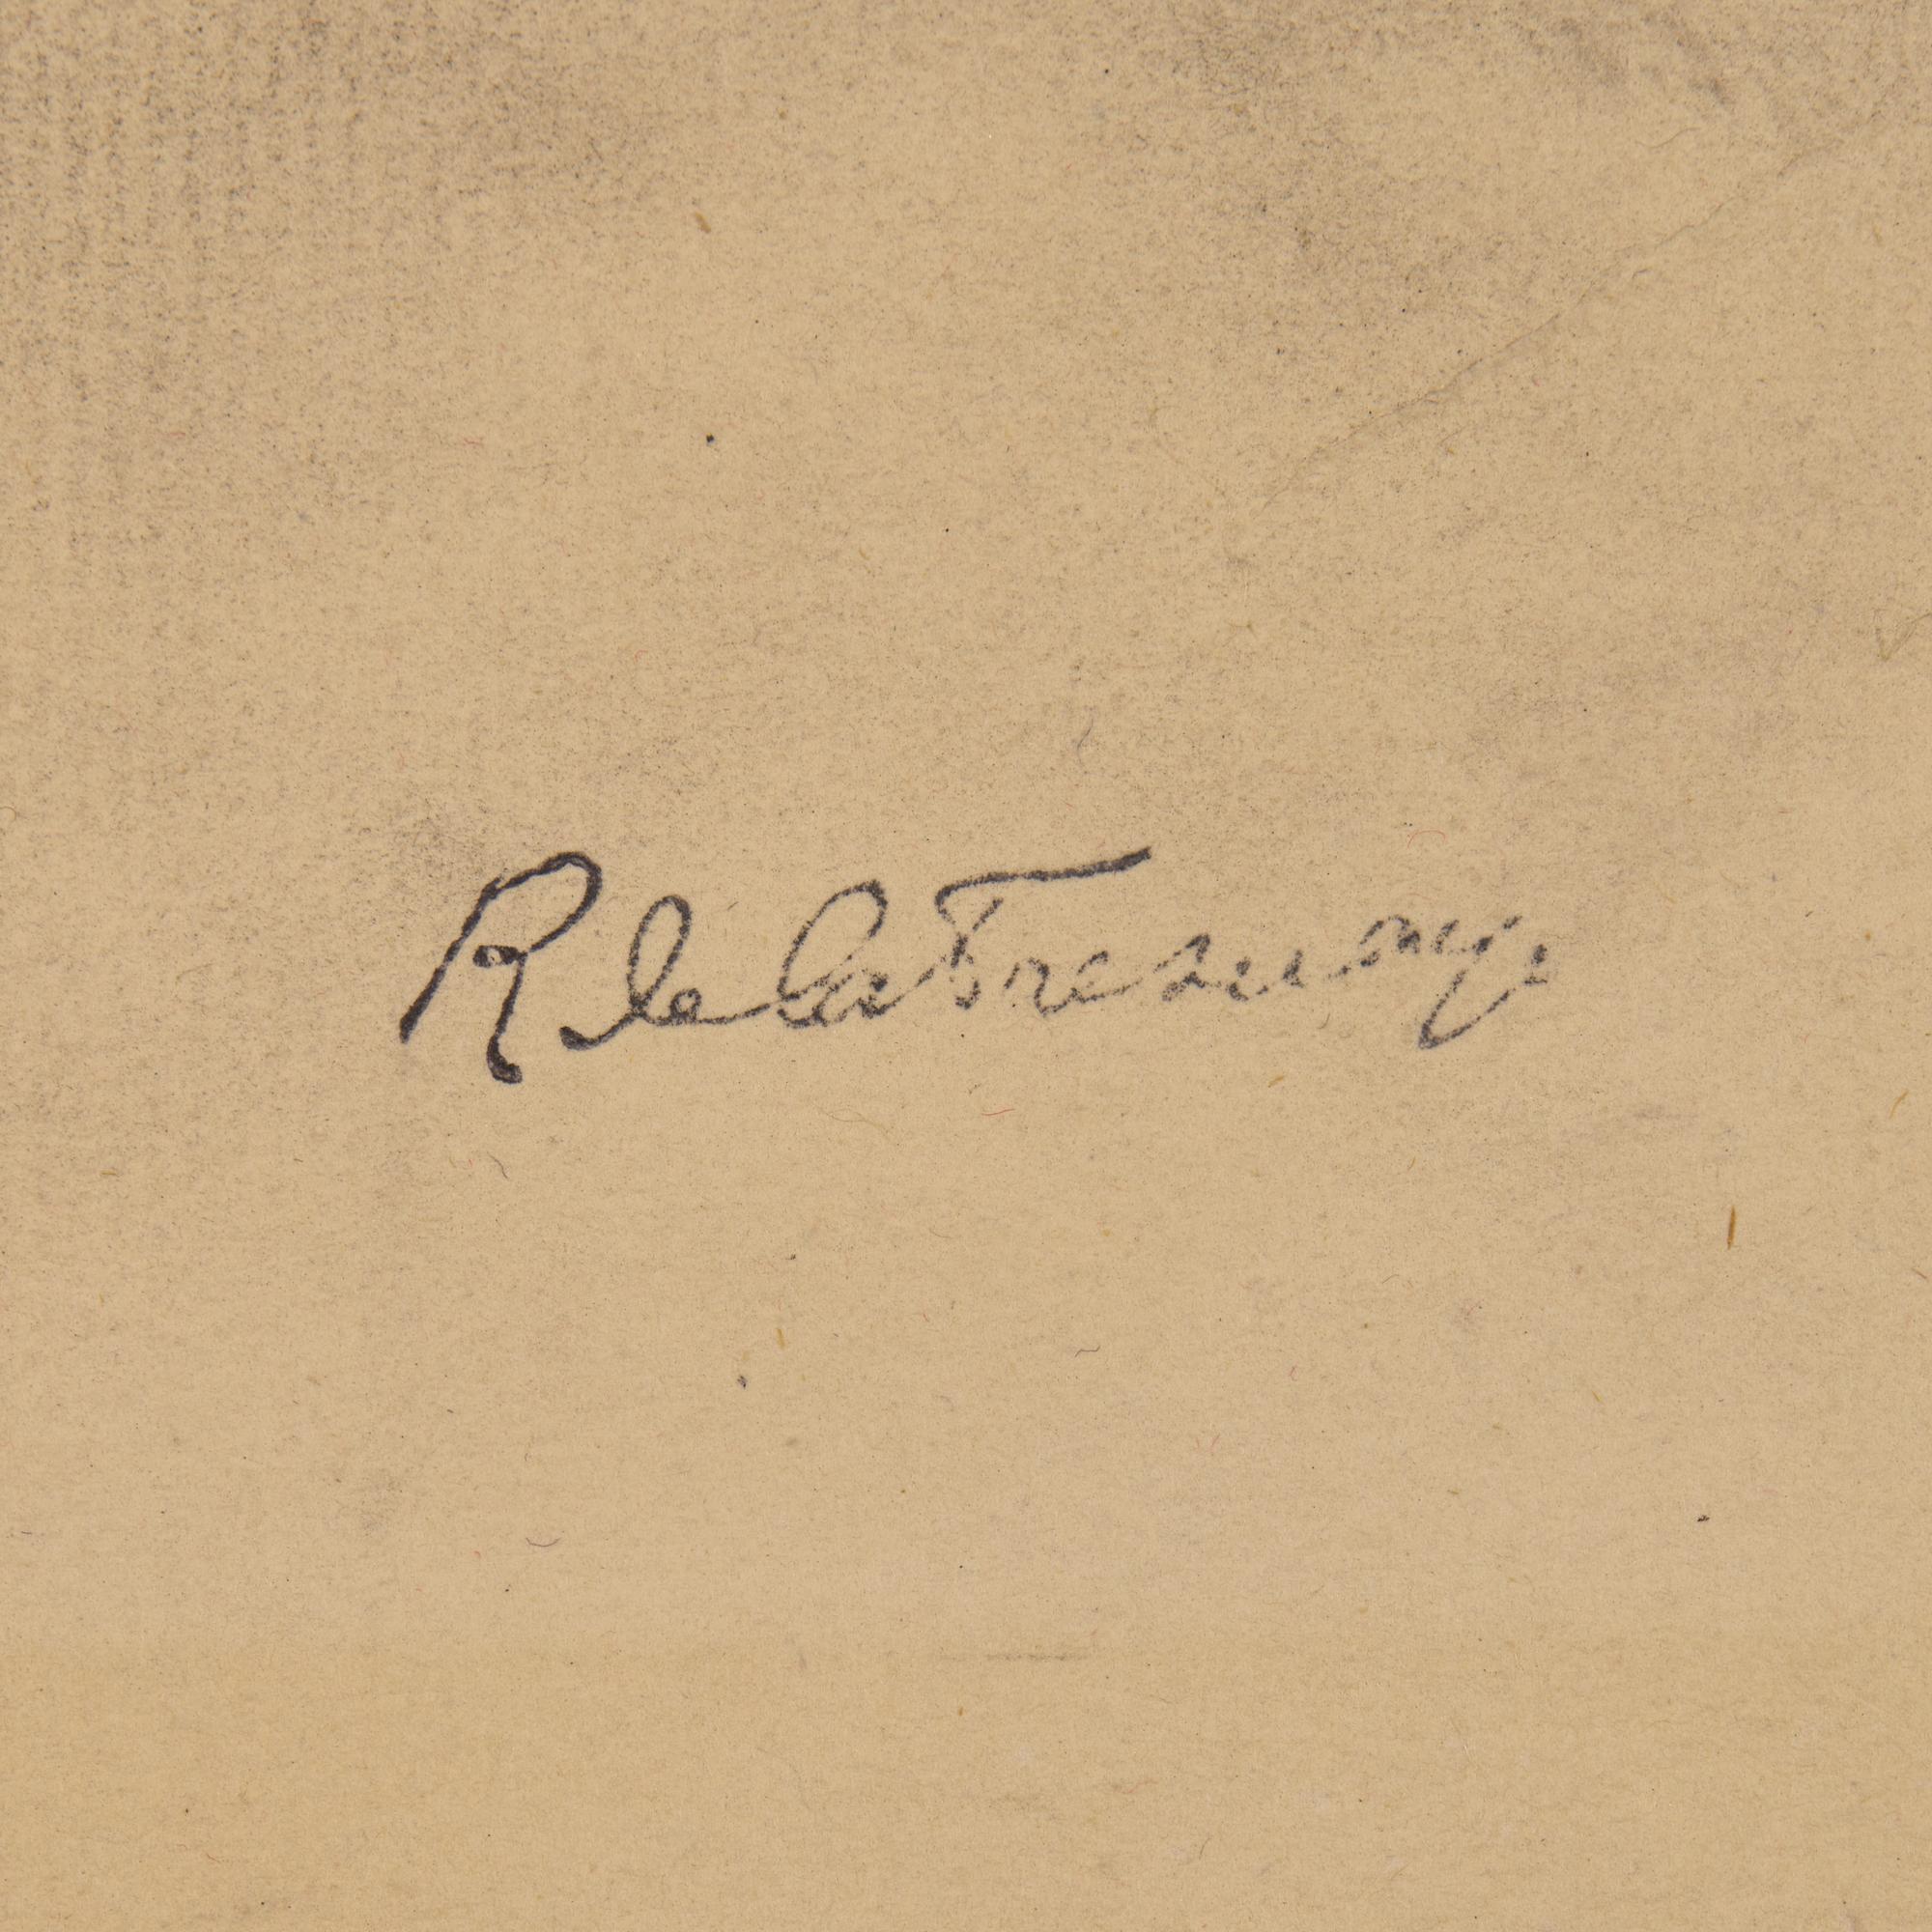 R de la Fresnaye.